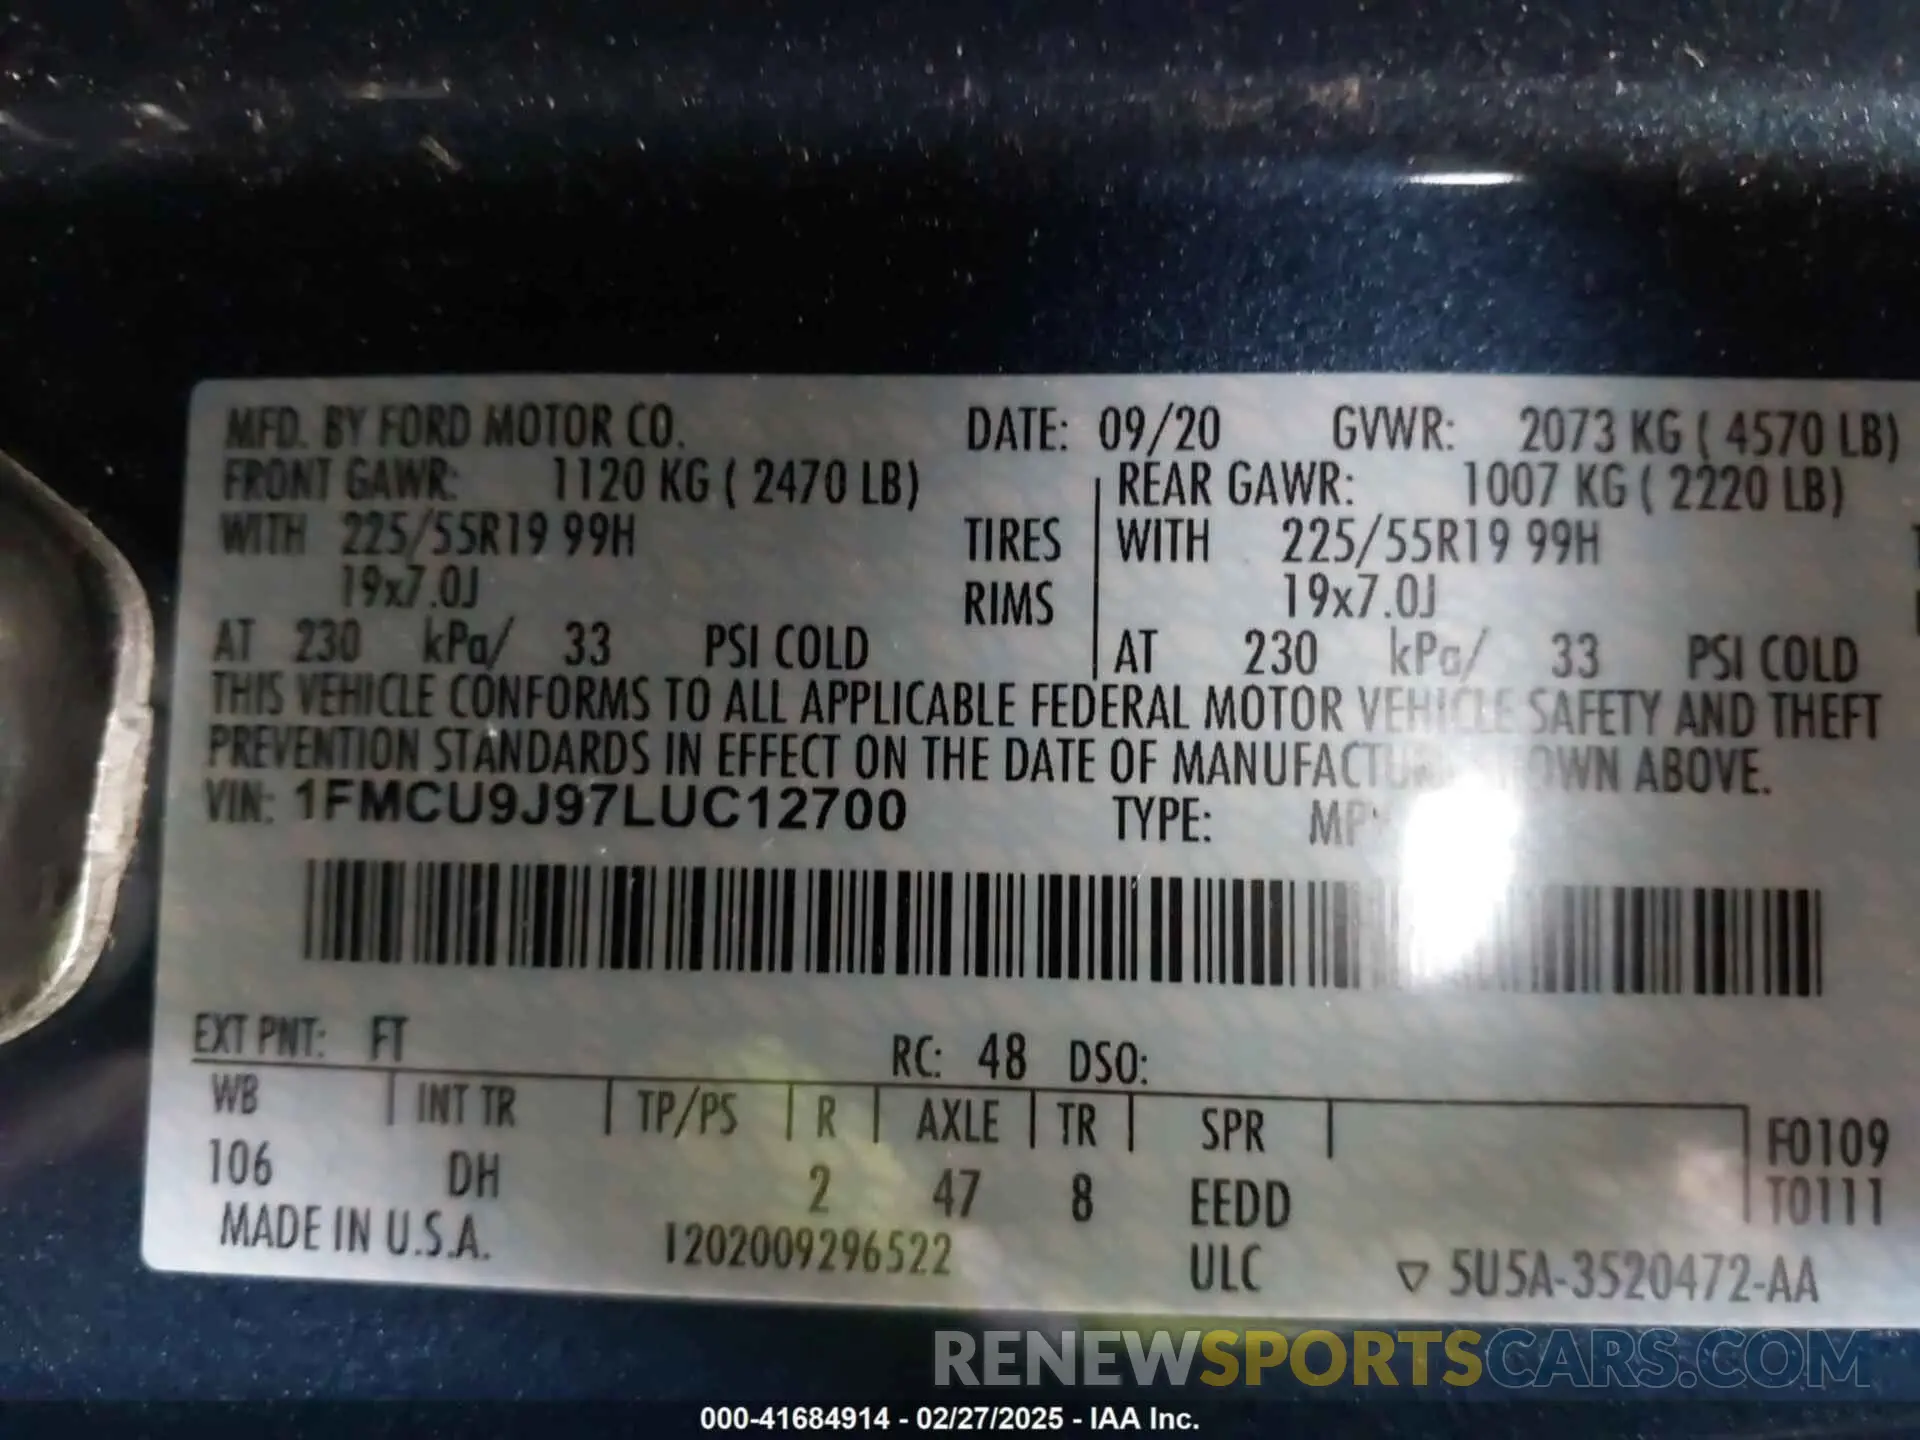 MFD. BY FORD MOTOR CO. DATE: 09/20 GVWR: 2073 KG ( 4570 LB)
FRONT GAWR: 1120 KG ( 2470 LB) REAR GAWR: 1007 KG ( 2220 LB)
WITH 225/55R19 99H TIRES WITH 225/55R19 99H
19x7.0J RIMS 19x7.0J
AT 230 kPa/ 33 PSI COLD AT 230 kPa/ 33 PSI COLD
THIS VEHICLE CONFORMS TO ALL APPLICABLE FEDERAL MOTOR VEHICLE SAFETY AND THEFT
PREVENTION STANDARDS IN EFFECT ON THE DATE OF ABOVE.
VIN: 1FMCU9J97LUC12700 TYPE:
EXT PNT: FT RC: 48 DSO:
WB INT TR TP/PS R AXLE TR SPR F0109
106 DH 2 47 8 EEDD T0111
MADE IN U.S.A. 1202009296522 ULC ▽ 5U5A-3520472-AA
RENEWSPORTSCARS.COM
000-41684914 - 02/27/2025 - IAA Inc.